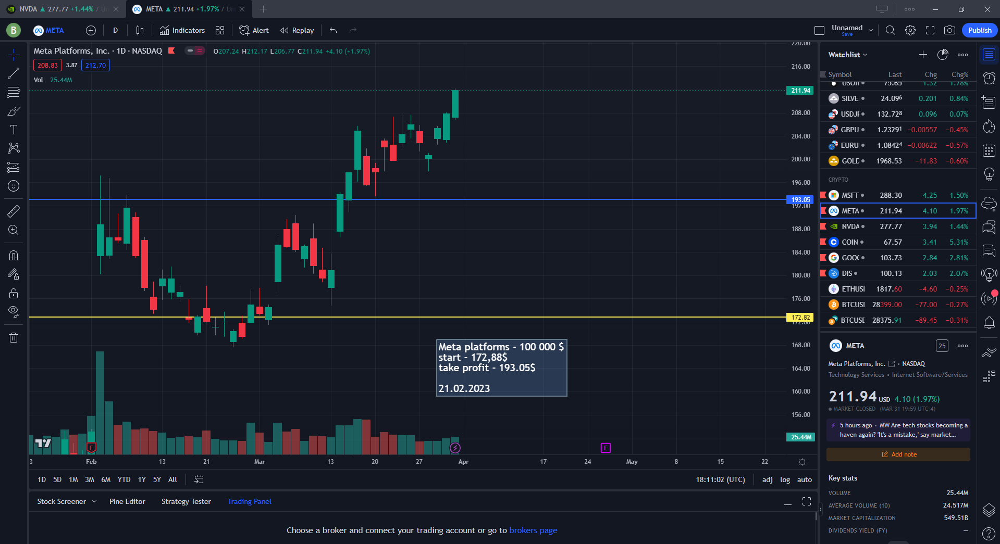 NVDA ▲ 277.77 +1.44% / Un
META ▲ 211.94 +1.97% / Un
B META D Indicators Alert Replay Unnamed Save Publish
Meta Platforms, Inc. · 1D · NASDAQ O207.24 H212.17 L206.77 C211.94 +4.10 (+1.97%)
208.83 3.87 212.70
Vol 25.44M
220.00
216.00
211.94
208.00
204.00
200.00
196.00
193.05
192.00
188.00
184.00
180.00
176.00
172.82
172.00
168.00
164.00
160.00
156.00
25.44M
Meta platforms - 100 000 $
start - 172,88$
take profit - 193.05$
21.02.2023
E E
3 Feb 13 21 Mar 13 20 27 Apr 17 24 May 8 15 22
1D 5D 1M 3M 6M YTD 1Y 5Y All 18:11:02 (UTC) adj log auto
Stock Screener Pine Editor Strategy Tester Trading Panel
Choose a broker and connect your trading account or go to brokers page
Watchlist
Symbol Last Chg Chg%
USOIL 75.65 1.32 1.78%
SILVE 24.096 0.201 0.84%
USDJP 132.728 0.096 0.07%
GBPU 1.23291 −0.00557 −0.45%
EURU 1.08424 −0.00622 −0.57%
GOLD 1968.53 −11.83 −0.60%
CRYPTO
MSFT 288.30 4.25 1.50%
META 211.94 4.10 1.97%
NVDA 277.77 3.94 1.44%
COIN 67.57 3.41 5.31%
GOOG 103.73 2.84 2.81%
DIS 100.13 2.03 2.07%
ETHUSD 1817.60 −4.60 −0.25%
BTCUSD 28399.00 −77.00 −0.27%
BTCUSD 28375.91 −89.45 −0.31%
META 25
Meta Platforms, Inc. • NASDAQ
Technology Services • Internet Software/Services
211.94 USD 4.10 (1.97%)
MARKET CLOSED (MAR 31 19:59 UTC-4)
5 hours ago • MW Are tech stocks becoming a
haven again? 'It's a mistake,' say market...
Add note
Key stats
VOLUME 25.44M
AVERAGE VOLUME (10) 24.517M
MARKET CAPITALIZATION 549.51B
DIVIDENDS YIELD (FY) —